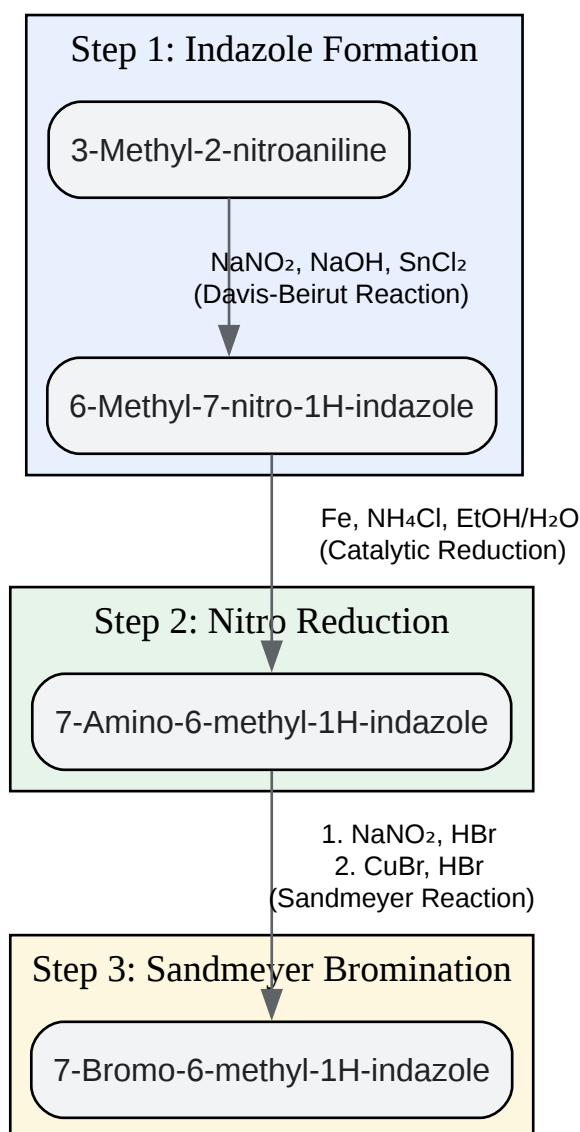 Step 1: Indazole Formation
3-Methyl-2-nitroaniline
NaNO₂, NaOH, SnCl₂
(Davis-Beirut Reaction)
6-Methyl-7-nitro-1H-indazole
Fe, NH₄Cl, EtOH/H₂O
(Catalytic Reduction)
Step 2: Nitro Reduction
7-Amino-6-methyl-1H-indazole
1. NaNO₂, HBr
2. CuBr, HBr
(Sandmeyer Reaction)
Step 3: Sandmeyer Bromination
7-Bromo-6-methyl-1H-indazole